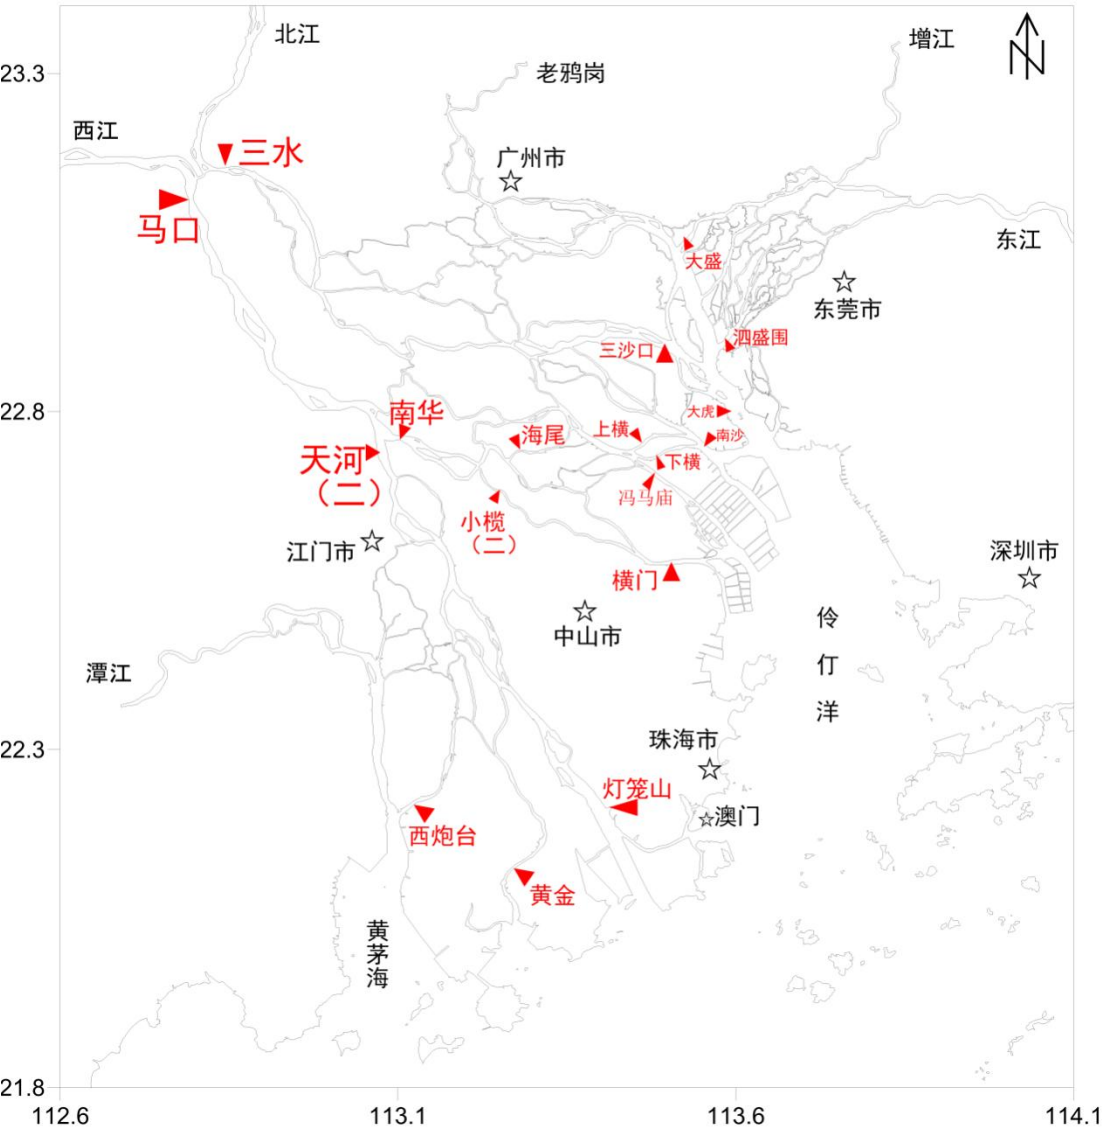 北江
增江
N
23.3
老鸦岗
西江
三水
广州市
马口
东江
大盛
东莞市
泗盛围
三沙口
22.8
南华
大虎
上横
南沙
海尾
天河
（二）
下横
冯马庙
小榄
（二）
江门市
深圳市
横门
伶仃洋
中山市
潭江
珠海市
22.3
灯笼山
澳门
西炮台
黄金
黄茅海
21.8
112.6
113.1
113.6
114.1